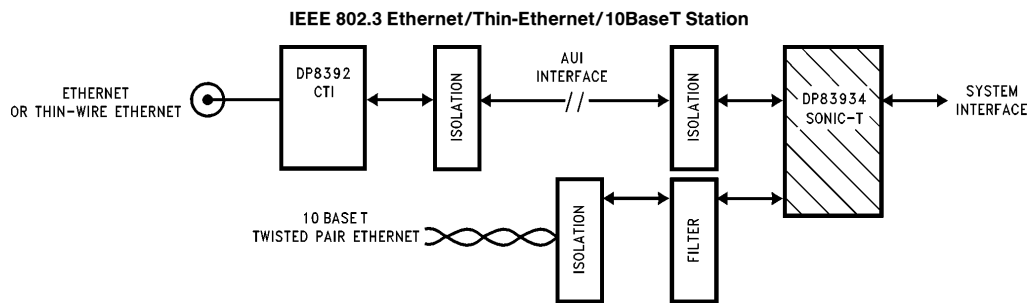 IEEE 802.3 Ethernet/Thin-Ethernet/10BaseT Station
ETHERNET
OR THIN-WIRE ETHERNET
DP8392
CTI
ISOLATION
AUI
INTERFACE
ISOLATION
DP83934
SONIC-T
SYSTEM
INTERFACE
10 BASE T
TWISTED PAIR ETHERNET
ISOLATION
FILTER